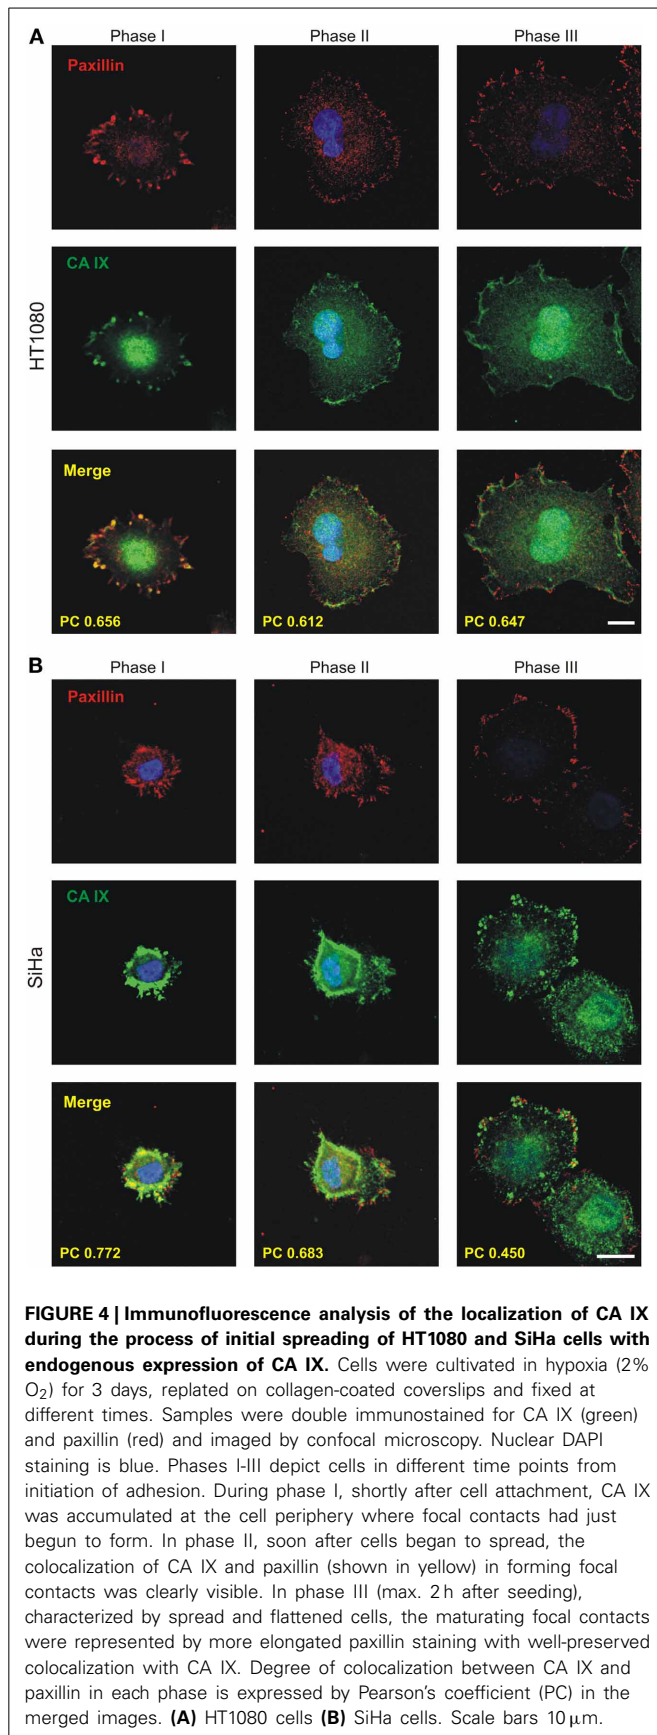 A
Phase I
Phase II
Phase III
Paxillin
CA IX
HT1080
Merge
PC 0.656
PC 0.612
PC 0.647
B
Phase I
Phase II
Phase III
Paxillin
CA IX
SiHa
Merge
PC 0.772
PC 0.683
PC 0.450
FIGURE 4 | Immunofluorescence analysis of the localization of CA IX
during the process of initial spreading of HT1080 and SiHa cells with
endogenous expression of CA IX. Cells were cultivated in hypoxia (2%
O₂) for 3 days, replated on collagen-coated coverslips and fixed at
different times. Samples were double immunostained for CA IX (green)
and paxillin (red) and imaged by confocal microscopy. Nuclear DAPI
staining is blue. Phases I-III depict cells in different time points from
initiation of adhesion. During phase I, shortly after cell attachment, CA IX
was accumulated at the cell periphery where focal contacts had just
begun to form. In phase II, soon after cells began to spread, the
colocalization of CA IX and paxillin (shown in yellow) in forming focal
contacts was clearly visible. In phase III (max. 2 h after seeding),
characterized by spread and flattened cells, the maturating focal contacts
were represented by more elongated paxillin staining with well-preserved
colocalization with CA IX. Degree of colocalization between CA IX and
paxillin in each phase is expressed by Pearson's coefficient (PC) in the
merged images. (A) HT1080 cells (B) SiHa cells. Scale bars 10 μm.